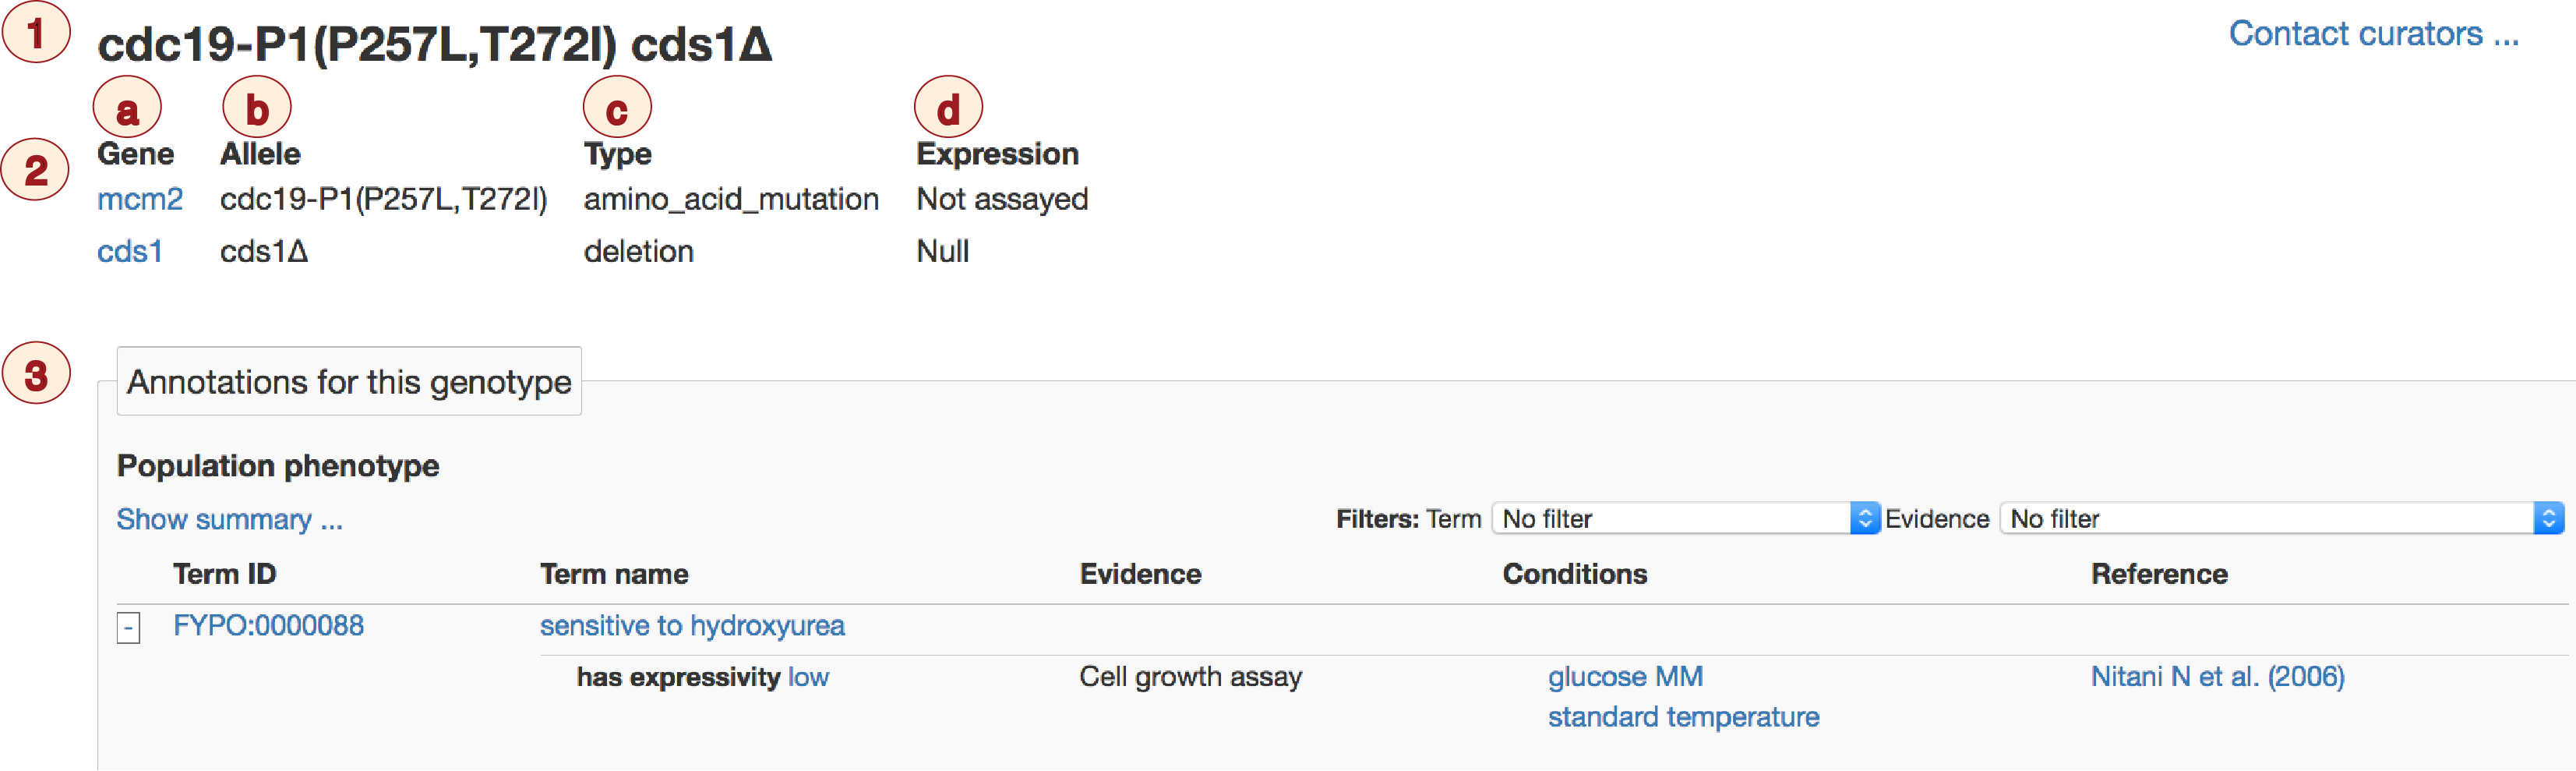 1 cdc19-P1(P257L,T272I) cds1Δ Contact curators ...
a b c d
2 Gene Allele Type Expression
mcm2 cdc19-P1(P257L,T272I) amino_acid_mutation Not assayed
cds1 cds1Δ deletion Null
3 Annotations for this genotype
Population phenotype
Show summary ... Filters: Term No filter Evidence No filter
Term ID Term name Evidence Conditions Reference
- FYPO:0000088 sensitive to hydroxyurea
has expressivity low Cell growth assay glucose MM Nitani N et al. (2006)
standard temperature